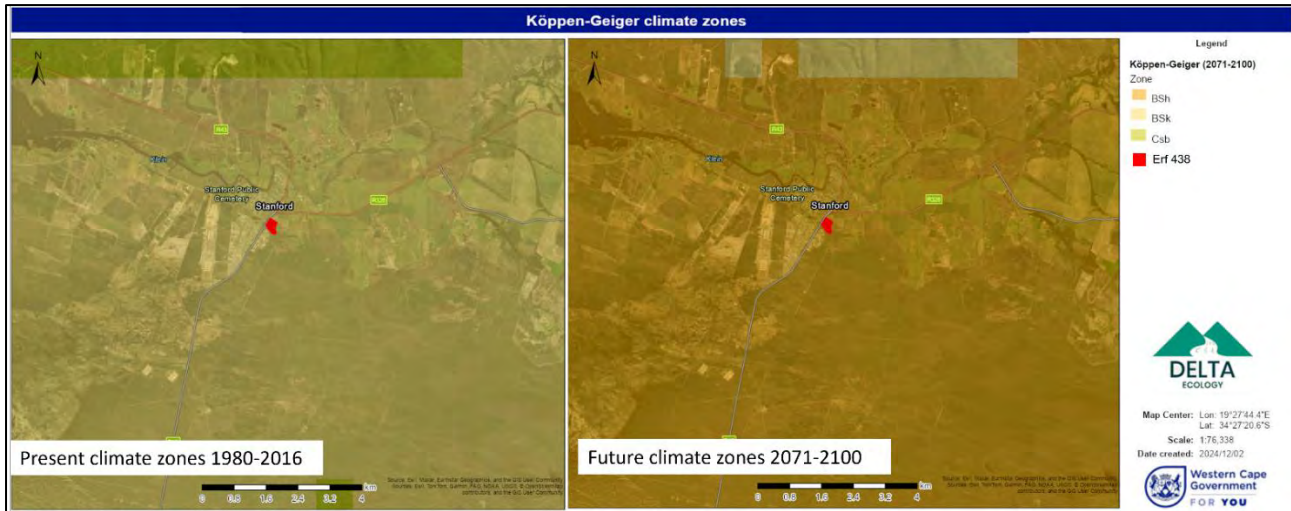 Köppen-Geiger climate zones
N
R43
Klein
Stanford Public
Cemetery
Stanford
R326
Present climate zones 1980-2016
0 0.8 1.6 2.4 3.2 4
km
N
R43
Klein
Stanford Public
Cemetery
Stanford
R326
Future climate zones 2071-2100
0 0.8 1.6 2.4 3.2 4
km
Legend
Köppen-Geiger (2071-2100)
Zone
BSh
BSk
Csb
Erf 438
DELTA
ECOLOGY
Map Center: Lon: 19°27'44.4"E
Lat: 34°27'20.6"S
Scale: 1:76,338
Date created: 2024/12/02
Western Cape
Government
FOR YOU